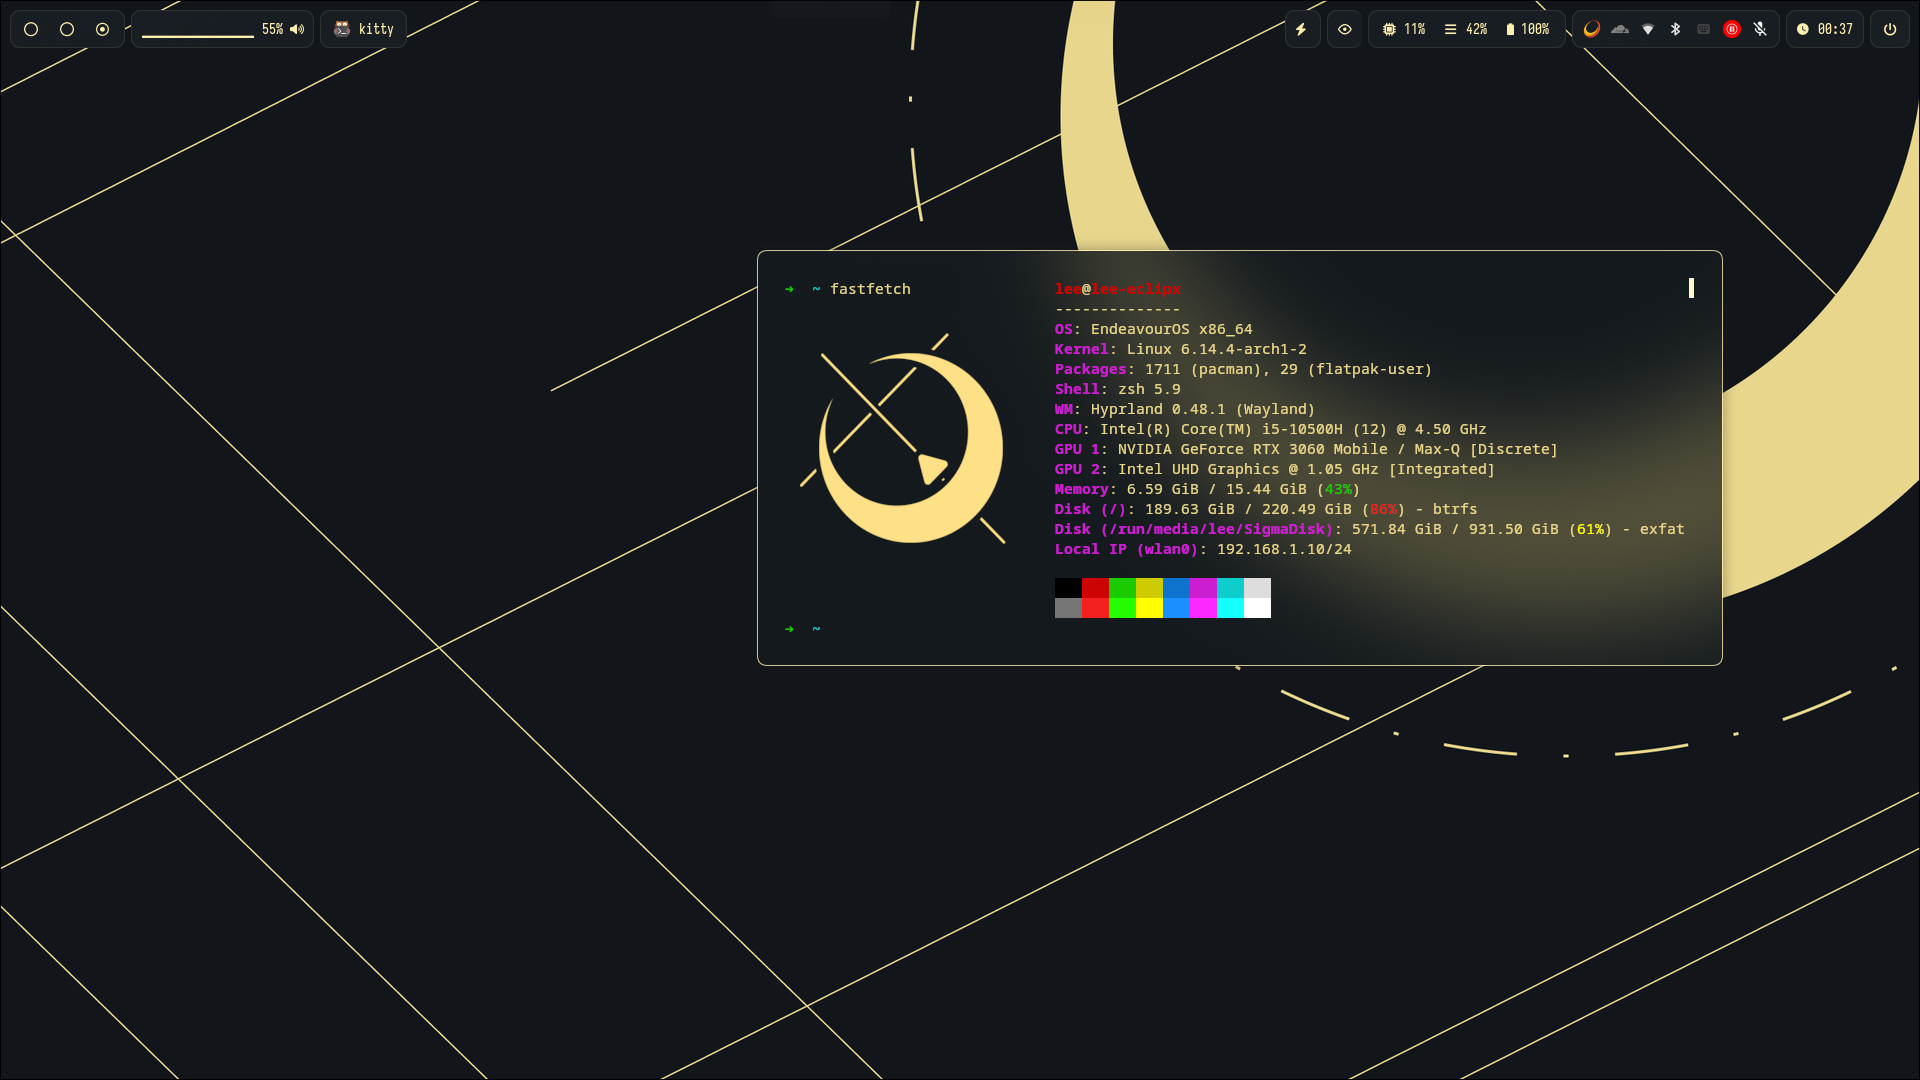 55%
kitty
11%
42%
100%
00:37
➜ ~ fastfetch
lee@lee-eclipx
--------------
OS: EndeavourOS x86_64
Kernel: Linux 6.14.4-arch1-2
Packages: 1711 (pacman), 29 (flatpak-user)
Shell: zsh 5.9
WM: Hyprland 0.48.1 (Wayland)
CPU: Intel(R) Core(TM) i5-10500H (12) @ 4.50 GHz
GPU 1: NVIDIA GeForce RTX 3060 Mobile / Max-Q [Discrete]
GPU 2: Intel UHD Graphics @ 1.05 GHz [Integrated]
Memory: 6.59 GiB / 15.44 GiB (43%)
Disk (/): 189.63 GiB / 220.49 GiB (86%) - btrfs
Disk (/run/media/lee/SigmaDisk): 571.84 GiB / 931.50 GiB (61%) - exfat
Local IP (wlan0): 192.168.1.10/24
➜ ~